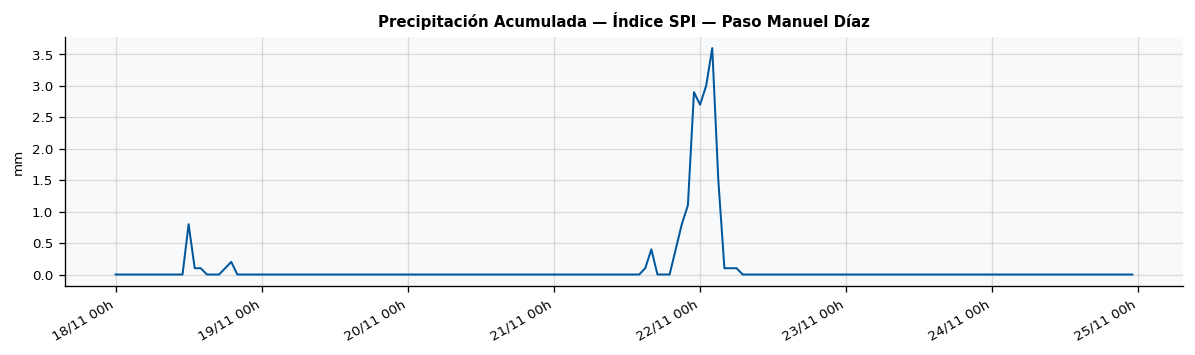 Precipitación Acumulada — Índice SPI — Paso Manuel Díaz
mm
3.5
3.0
2.5
2.0
1.5
1.0
0.5
0.0
18/11 00h
19/11 00h
20/11 00h
21/11 00h
22/11 00h
23/11 00h
24/11 00h
25/11 00h